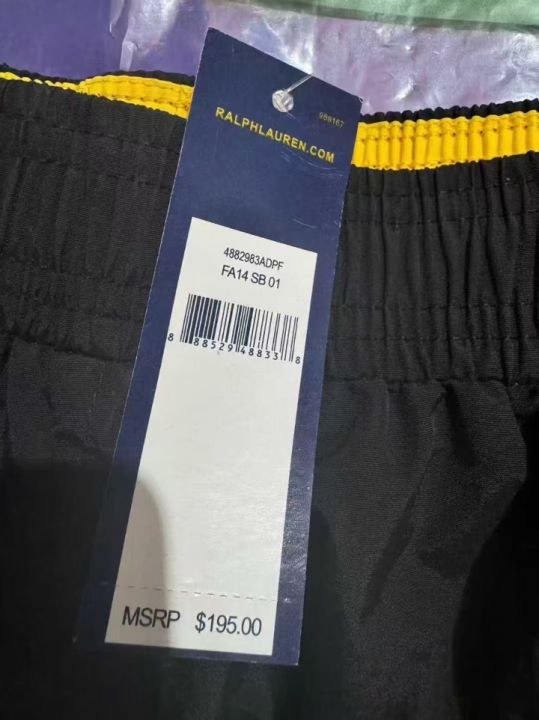 988167
RALPHLAUREN.COM
4882983ADPF
FA14 SB 01
8 88529 48833 8
MSRP $195.00